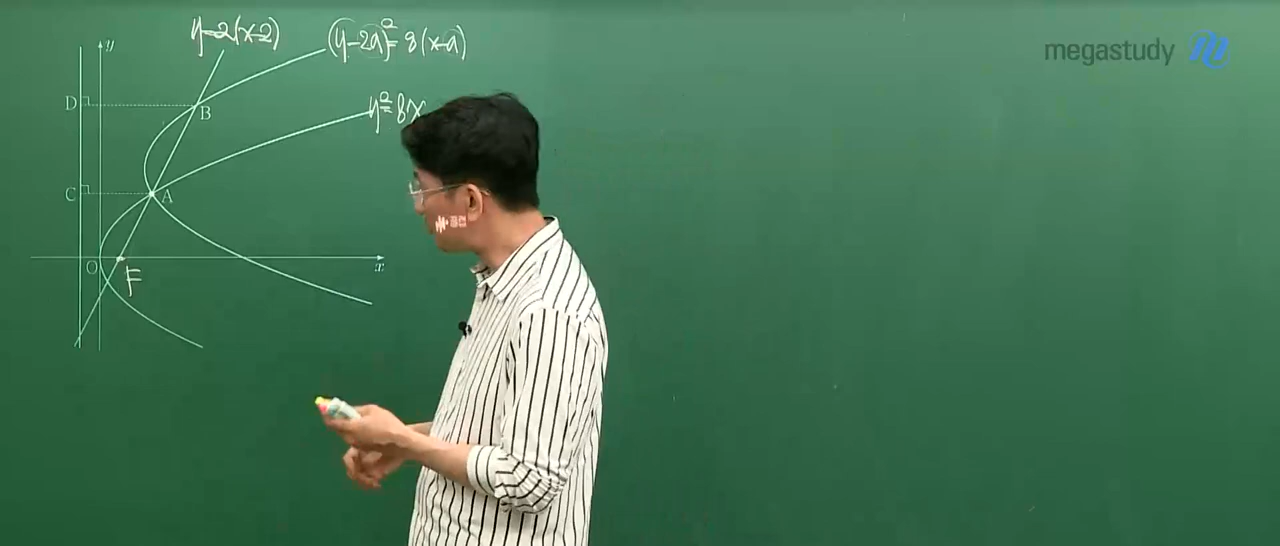 y=2(x-2)
(y-2a)²=8(x-a)
megastudy
y
D
B
y²=8x
C
A
O
x
F